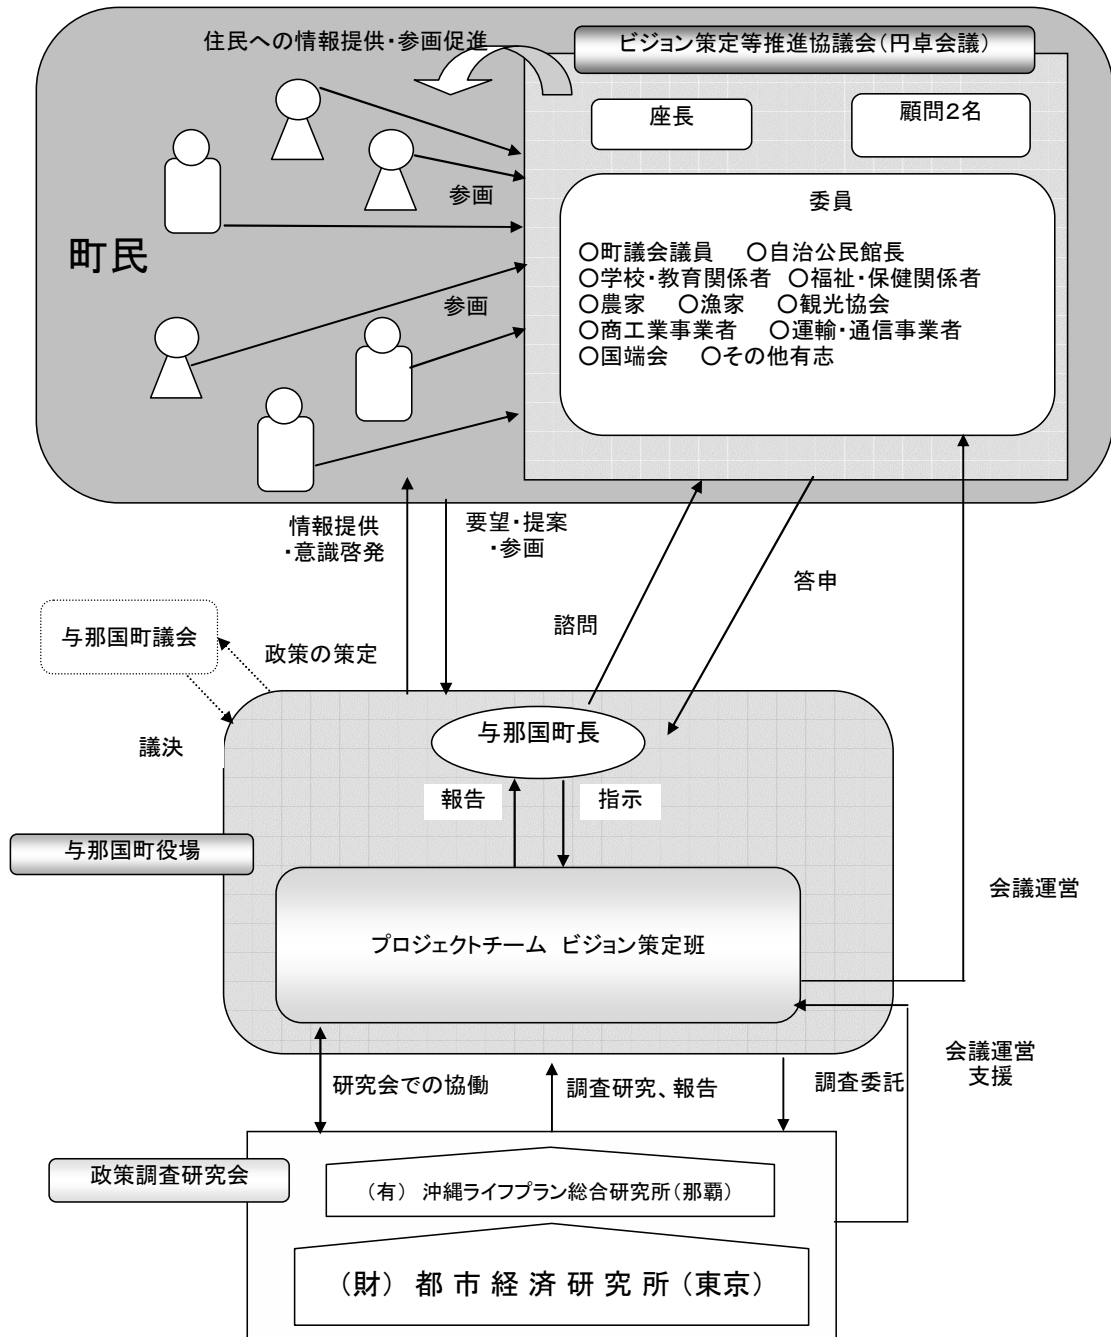 住民への情報提供・参画促進
ビジョン策定等推進協議会(円卓会議)
座長
顧問2名
参画
委員
町民
○町議会議員　○自治公民館長
○学校・教育関係者　○福祉・保健関係者
参画
○農家　○漁家　○観光協会
○商工業事業者　○運輸・通信事業者
○国端会　○その他有志
情報提供
・意識啓発
要望・提案
・参画
答申
諮問
与那国町議会
政策の策定
議決
与那国町長
報告
指示
与那国町役場
会議運営
プロジェクトチーム　ビジョン策定班
研究会での協働
調査研究、報告
調査委託
会議運営
支援
政策調査研究会
(有) 沖縄ライフプラン総合研究所(那覇)
(財) 都市経済研究所(東京)